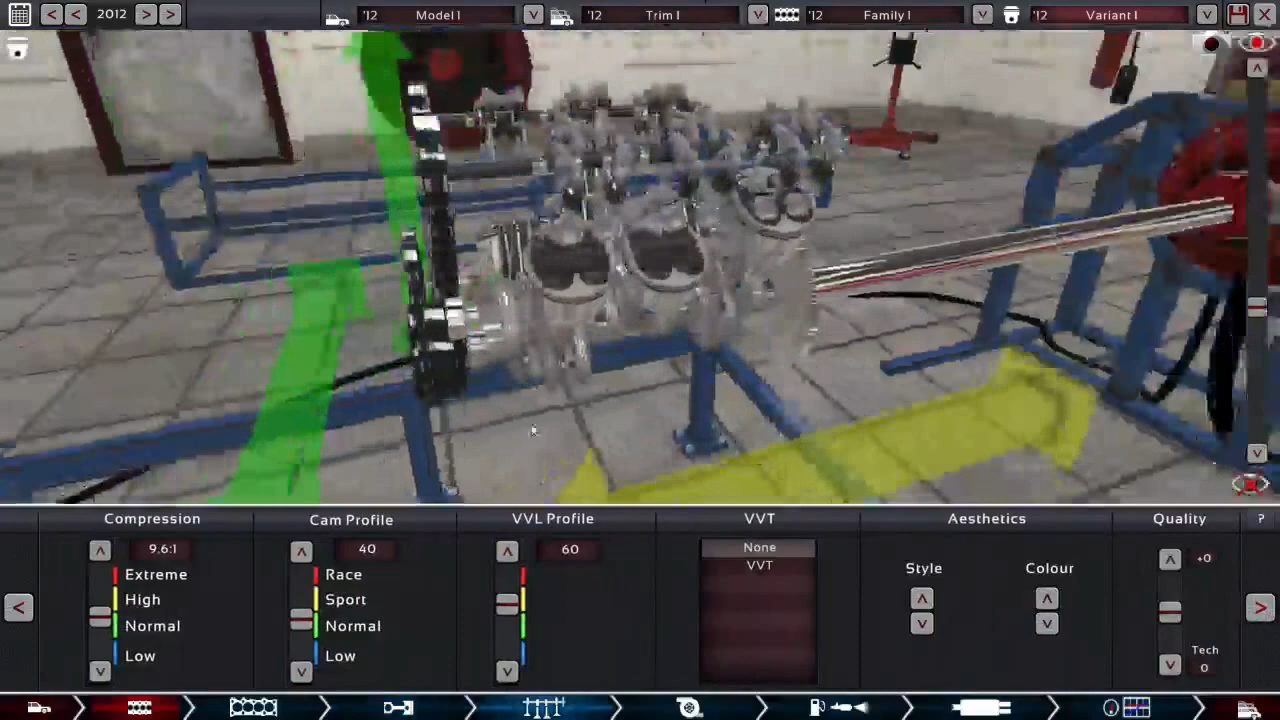 2012
'12 Model I
'12 Trim I
'12 Family I
'12 Variant I
Compression
Cam Profile
VVL Profile
VVT
Aesthetics
Quality
?
9.6:1
Extreme
High
Normal
Low
40
Race
Sport
Normal
Low
60
None
VVT
Style
Colour
+0
Tech
0